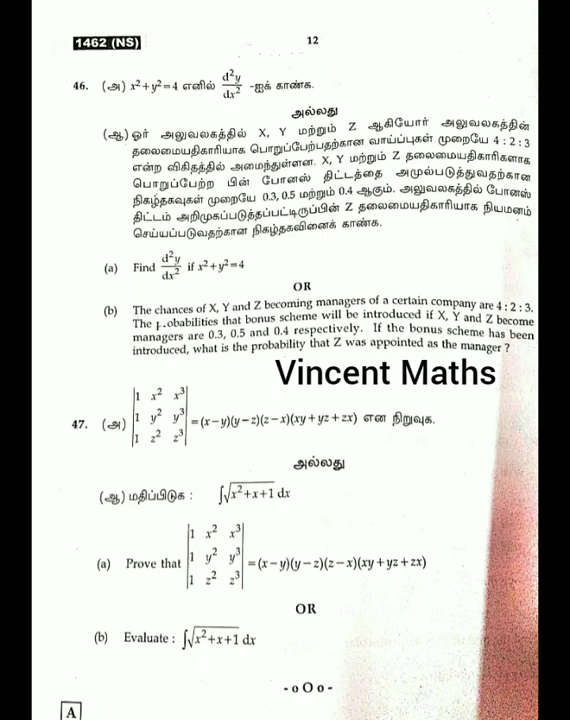 1462 (NS)
12
46. (அ) x²+y²=4 எனில் d²y/dx² -ஐக் காண்க.
அல்லது
(ஆ) ஓர் அலுவலகத்தில் X, Y மற்றும் Z ஆகியோர் அலுவலகத்தின்
தலைமையதிகாரியாக பொறுப்பேற்பதற்கான வாய்ப்புகள் முறையே 4 : 2 : 3
என்ற விகிதத்தில் அமைந்துள்ளன. X, Y மற்றும் Z தலைமையதிகாரிகளாக
பொறுப்பேற்ற பின் போனஸ் திட்டத்தை அமுல்படுத்துவதற்கான
நிகழ்தகவுகள் முறையே 0.3, 0.5 மற்றும் 0.4 ஆகும். அலுவலகத்தில் போனஸ்
திட்டம் அறிமுகப்படுத்தப்பட்டிருப்பின் Z தலைமையதிகாரியாக நியமனம்
செய்யப்படுவதற்கான நிகழ்தகவினைக் காண்க.
(a) Find d²y/dx² if x²+y²=4
OR
(b) The chances of X, Y and Z becoming managers of a certain company are 4 : 2 : 3.
The probabilities that bonus scheme will be introduced if X, Y and Z become
managers are 0.3, 0.5 and 0.4 respectively. If the bonus scheme has been
introduced, what is the probability that Z was appointed as the manager ?
Vincent Maths
47. (அ) |1 x² x³|
|1 y² y³| = (x−y)(y−z)(z−x)(xy+yz+zx) என நிறுவுக.
|1 z² z³|
அல்லது
(ஆ) மதிப்பிடுக : ∫√(x²+x+1) dx
(a) Prove that |1 x² x³|
|1 y² y³| = (x−y)(y−z)(z−x)(xy+yz+zx)
|1 z² z³|
OR
(b) Evaluate : ∫√(x²+x+1) dx
- o O o -
A